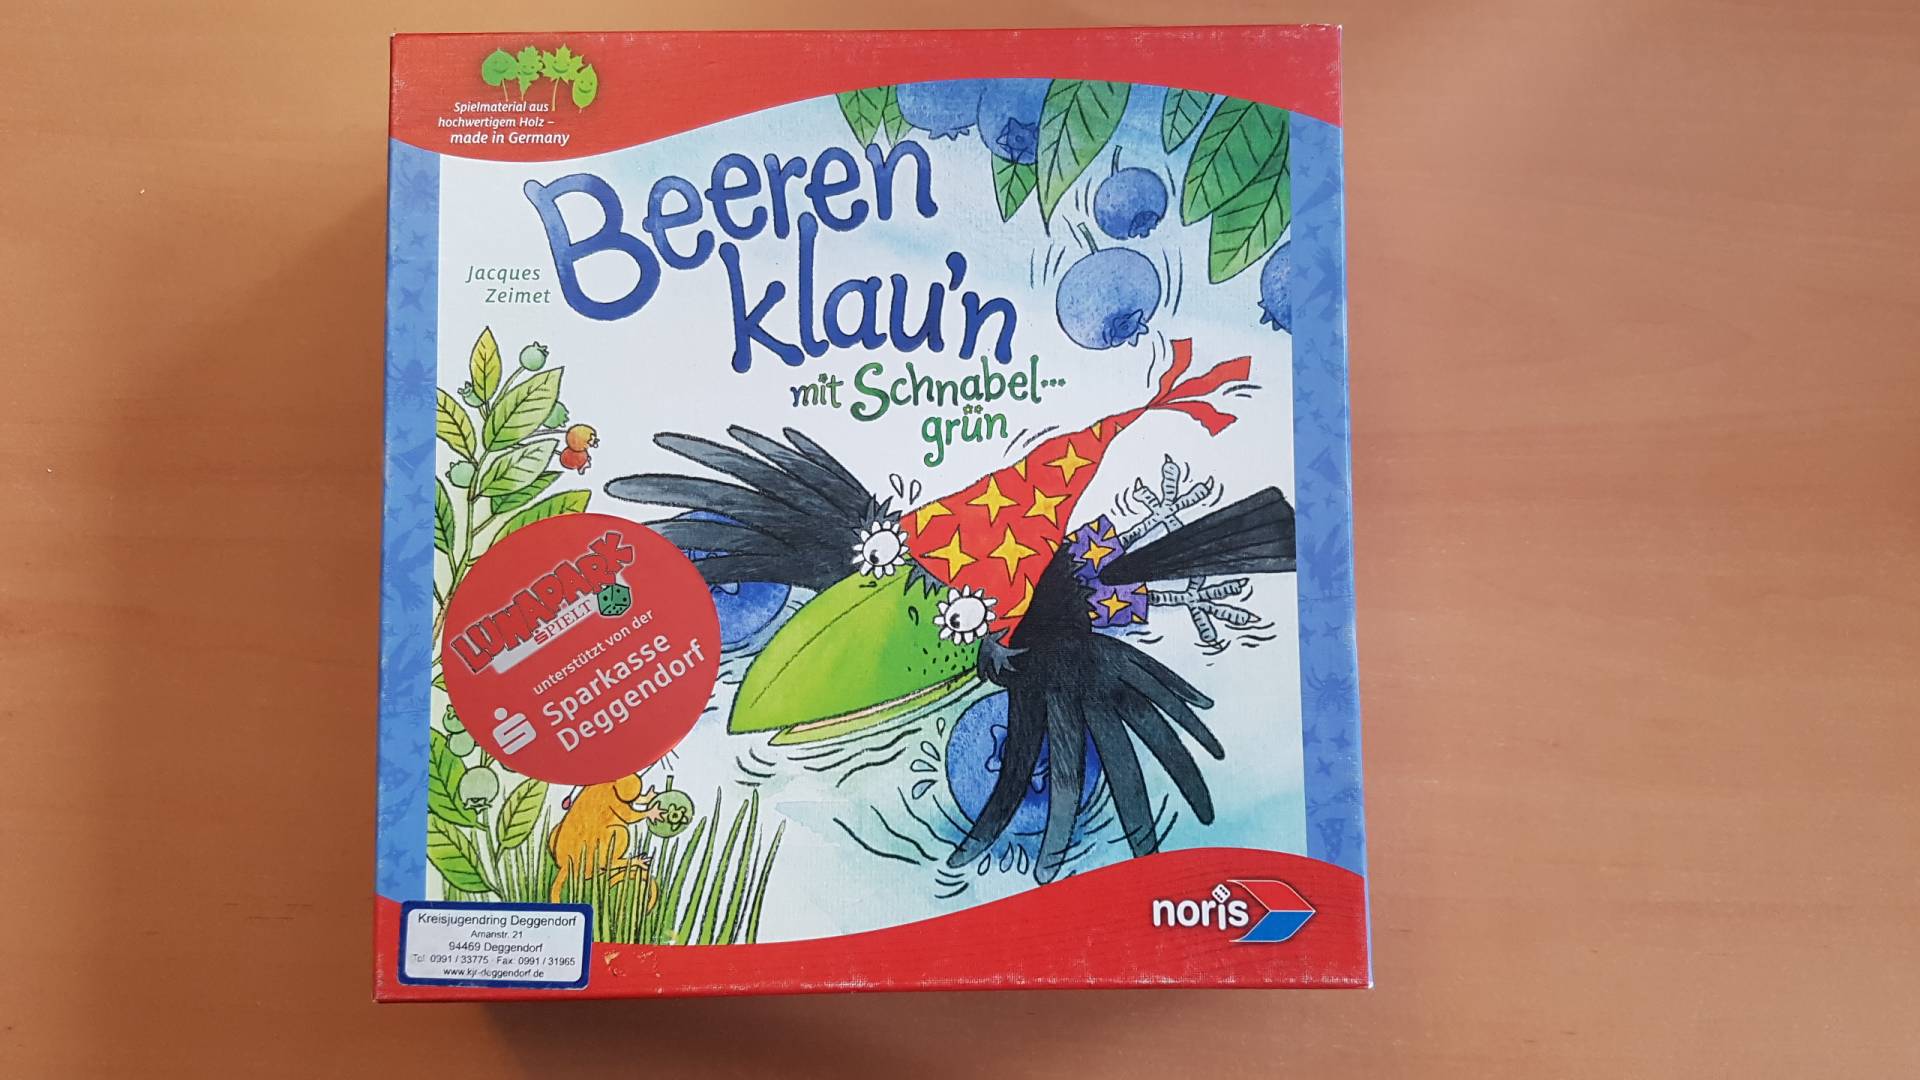 Spielmaterial aus
hochwertigem Holz –
made in Germany
Beeren
klau'n
Jacques
Zeimet
mit Schnabel...
grün
LUNAPARK
SPIELT
unterstützt von der
Sparkasse
Deggendorf
Kreisjugendring Deggendorf
Amanstr. 21
94469 Deggendorf
Tel. 0991 / 33775 · Fax: 0991 / 31965
www.kjr-deggendorf.de
noris